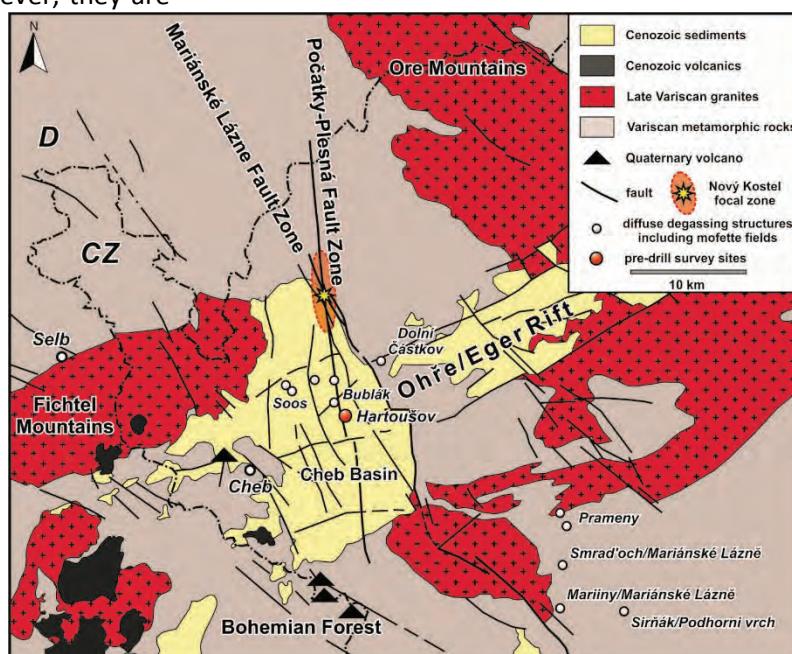 ever, they are
N
Mariánské Lázne Fault Zone
Počatky-Plesná Fault Zone
Ore Mountains
D
CZ
Selb
Fichtel
Mountains
Soos
Bublák
Hartoušov
Dolní
Částkov
Ohře/Eger Rift
Cheb
Cheb Basin
Bohemian Forest
Prameny
Smrad'och/Mariánské Lázně
Mariiny/Mariánské Lázně
Sirňák/Podhorní vrch
Cenozoic sediments
Cenozoic volcanics
Late Variscan granites
Variscan metamorphic rocks
Quaternary volcano
fault
Nový Kostel
focal zone
diffuse degassing structures
including mofette fields
pre-drill survey sites
10 km